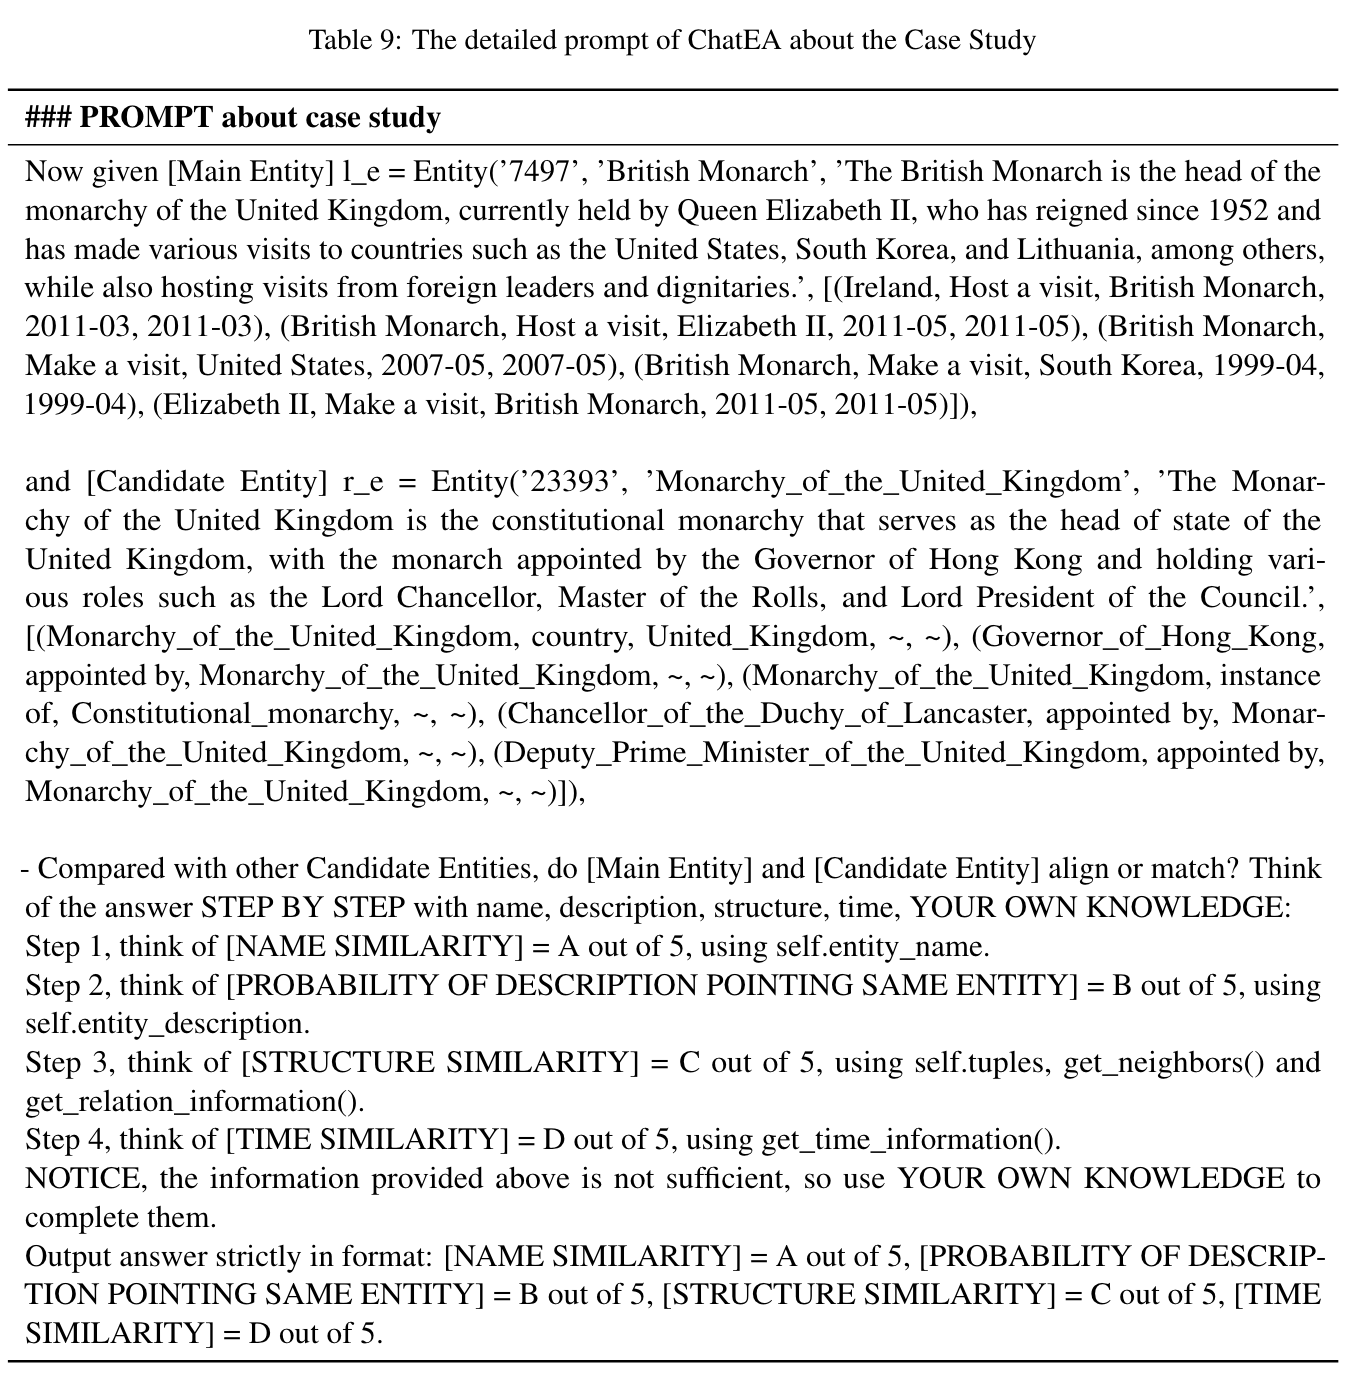 Table 9: The detailed prompt of ChatEA about the Case Study
### PROMPT about case study
Now given [Main Entity] l_e = Entity('7497', 'British Monarch', 'The British Monarch is the head of the
monarchy of the United Kingdom, currently held by Queen Elizabeth II, who has reigned since 1952 and
has made various visits to countries such as the United States, South Korea, and Lithuania, among others,
while also hosting visits from foreign leaders and dignitaries.', [(Ireland, Host a visit, British Monarch,
2011-03, 2011-03), (British Monarch, Host a visit, Elizabeth II, 2011-05, 2011-05), (British Monarch,
Make a visit, United States, 2007-05, 2007-05), (British Monarch, Make a visit, South Korea, 1999-04,
1999-04), (Elizabeth II, Make a visit, British Monarch, 2011-05, 2011-05)]),
and [Candidate Entity] r_e = Entity('23393', 'Monarchy_of_the_United_Kingdom', 'The Monar-
chy of the United Kingdom is the constitutional monarchy that serves as the head of state of the
United Kingdom, with the monarch appointed by the Governor of Hong Kong and holding vari-
ous roles such as the Lord Chancellor, Master of the Rolls, and Lord President of the Council.',
[(Monarchy_of_the_United_Kingdom, country, United_Kingdom, ~, ~), (Governor_of_Hong_Kong,
appointed by, Monarchy_of_the_United_Kingdom, ~, ~), (Monarchy_of_the_United_Kingdom, instance
of, Constitutional_monarchy, ~, ~), (Chancellor_of_the_Duchy_of_Lancaster, appointed by, Monar-
chy_of_the_United_Kingdom, ~, ~), (Deputy_Prime_Minister_of_the_United_Kingdom, appointed by,
Monarchy_of_the_United_Kingdom, ~, ~)]),
- Compared with other Candidate Entities, do [Main Entity] and [Candidate Entity] align or match? Think
of the answer STEP BY STEP with name, description, structure, time, YOUR OWN KNOWLEDGE:
Step 1, think of [NAME SIMILARITY] = A out of 5, using self.entity_name.
Step 2, think of [PROBABILITY OF DESCRIPTION POINTING SAME ENTITY] = B out of 5, using
self.entity_description.
Step 3, think of [STRUCTURE SIMILARITY] = C out of 5, using self.tuples, get_neighbors() and
get_relation_information().
Step 4, think of [TIME SIMILARITY] = D out of 5, using get_time_information().
NOTICE, the information provided above is not sufficient, so use YOUR OWN KNOWLEDGE to
complete them.
Output answer strictly in format: [NAME SIMILARITY] = A out of 5, [PROBABILITY OF DESCRIP-
TION POINTING SAME ENTITY] = B out of 5, [STRUCTURE SIMILARITY] = C out of 5, [TIME
SIMILARITY] = D out of 5.